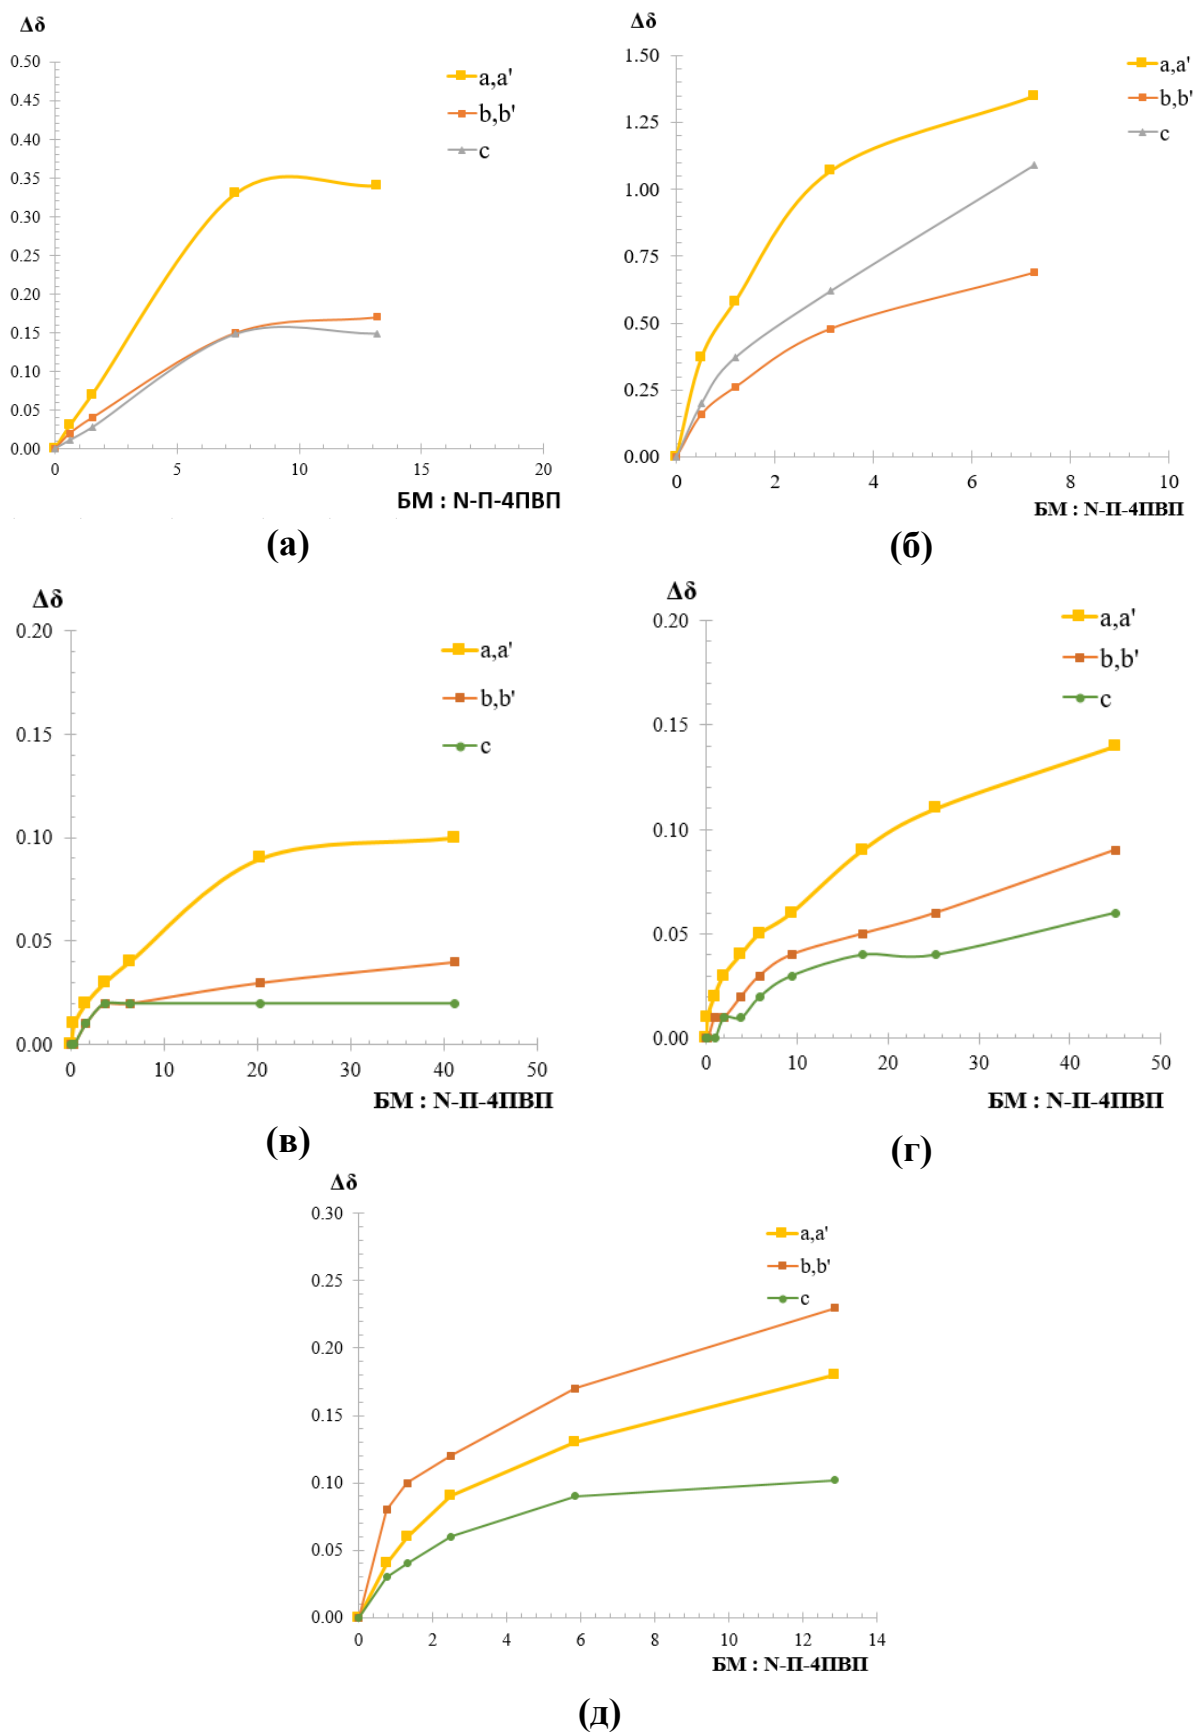 Δδ
0.50
0.45
0.40
0.35
0.30
0.25
0.20
0.15
0.10
0.05
0.00
0 5 10 15 20
a,a'
b,b'
c
БМ : N-П-4ПВП
(а)
Δδ
1.50
1.25
1.00
0.75
0.50
0.25
0.00
0 2 4 6 8 10
a,a'
b,b'
c
БМ : N-П-4ПВП
(б)
Δδ
0.20
0.15
0.10
0.05
0.00
0 10 20 30 40 50
a,a'
b,b'
c
БМ : N-П-4ПВП
(в)
Δδ
0.20
0.15
0.10
0.05
0.00
0 10 20 30 40 50
a,a'
b,b'
c
БМ : N-П-4ПВП
(г)
Δδ
0.30
0.25
0.20
0.15
0.10
0.05
0.00
0 2 4 6 8 10 12 14
a,a'
b,b'
c
БМ : N-П-4ПВП
(д)